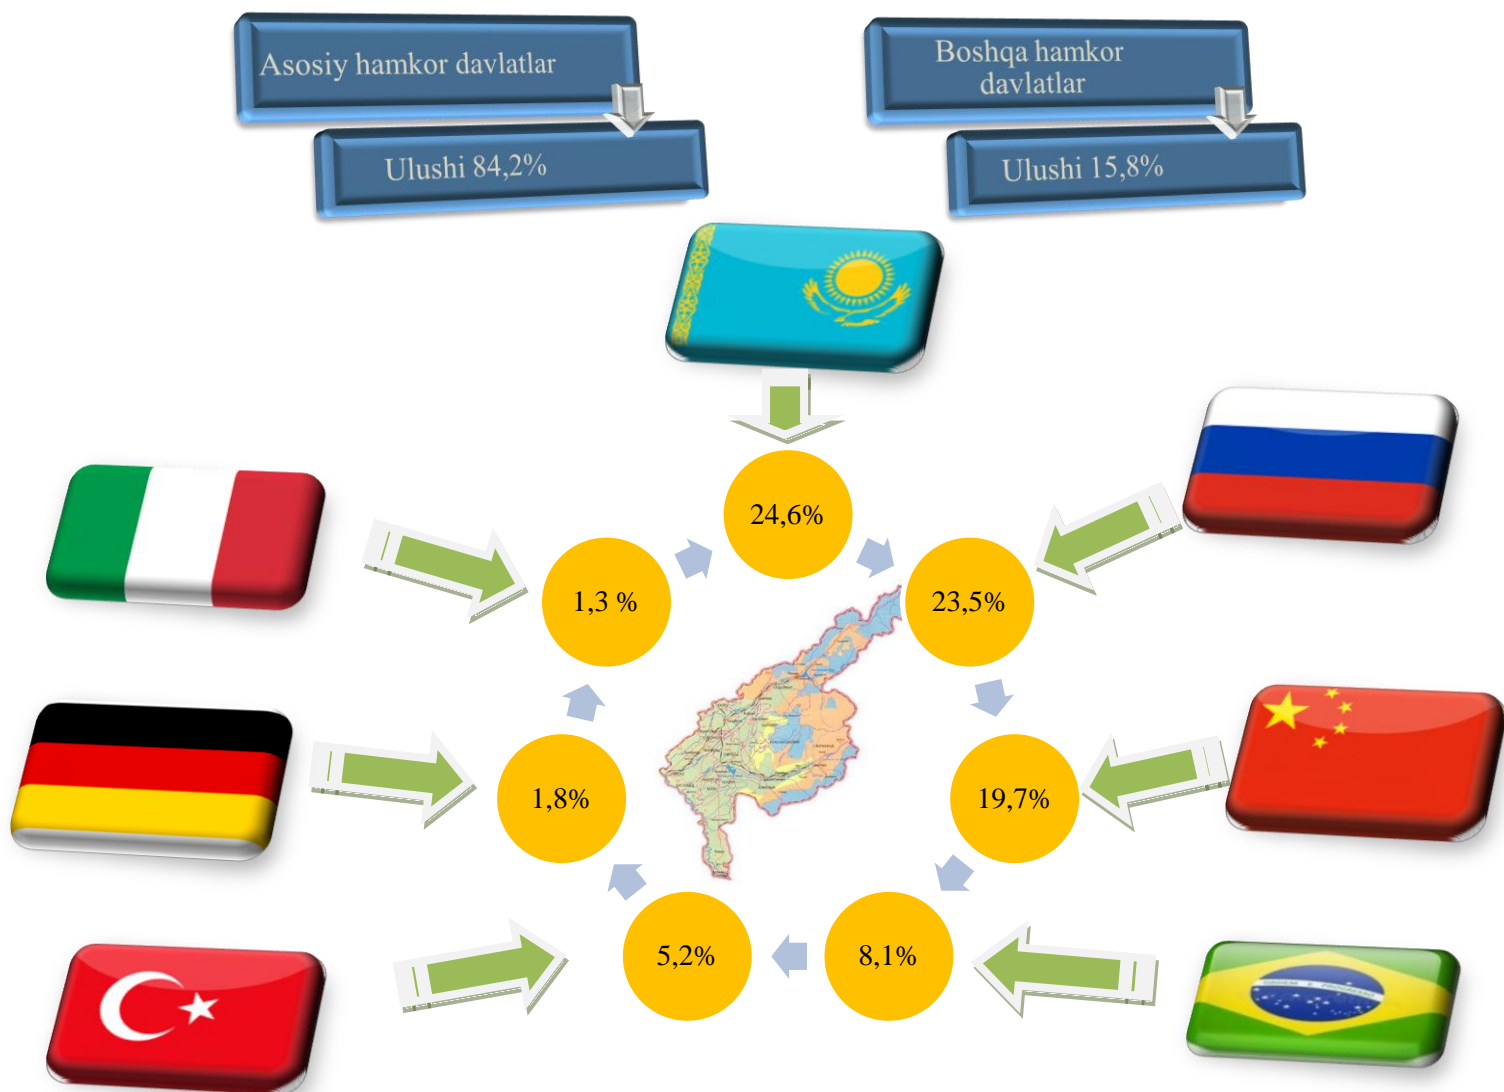 Asosiy hamkor davlatlar
Ulushi 84,2%
Boshqa hamkor
davlatlar
Ulushi 15,8%
24,6%
23,5%
1,3 %
19,7%
1,8%
8,1%
5,2%